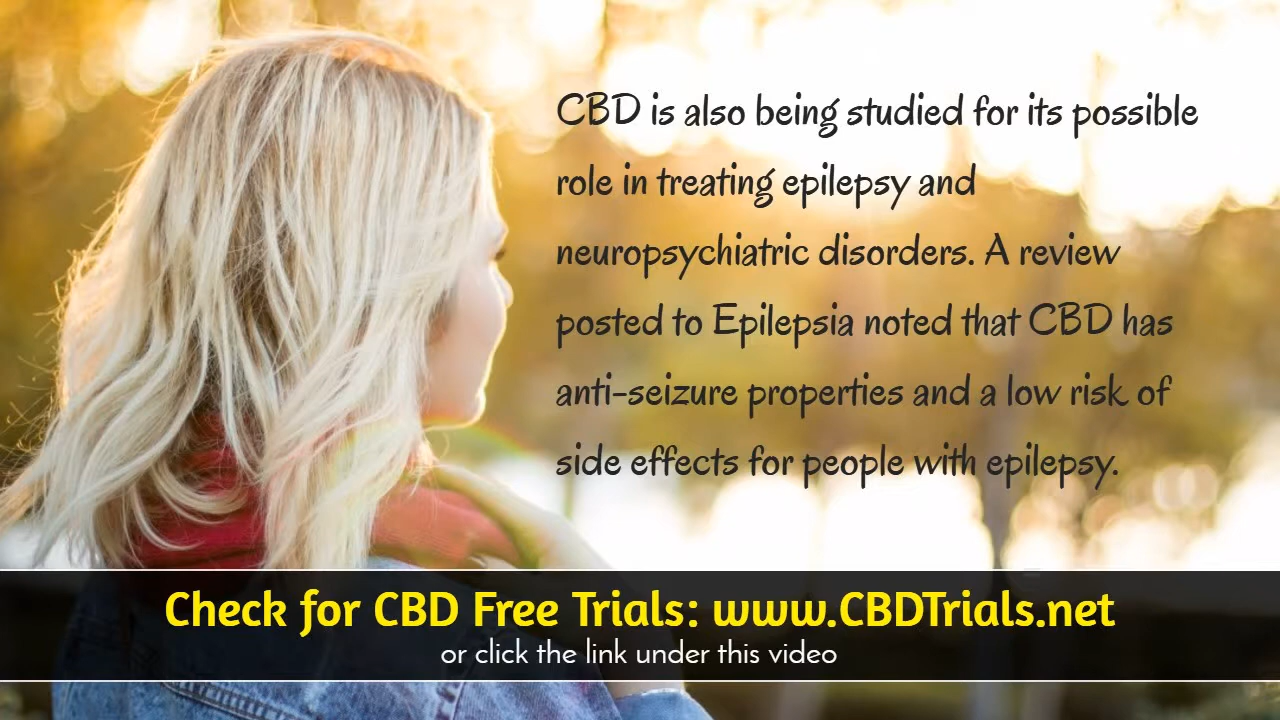 CBD is also being studied for its possible
role in treating epilepsy and
neuropsychiatric disorders. A review
posted to Epilepsia noted that CBD has
anti-seizure properties and a low risk of
side effects for people with epilepsy.
Check for CBD Free Trials: www.CBDTrials.net
or click the link under this video